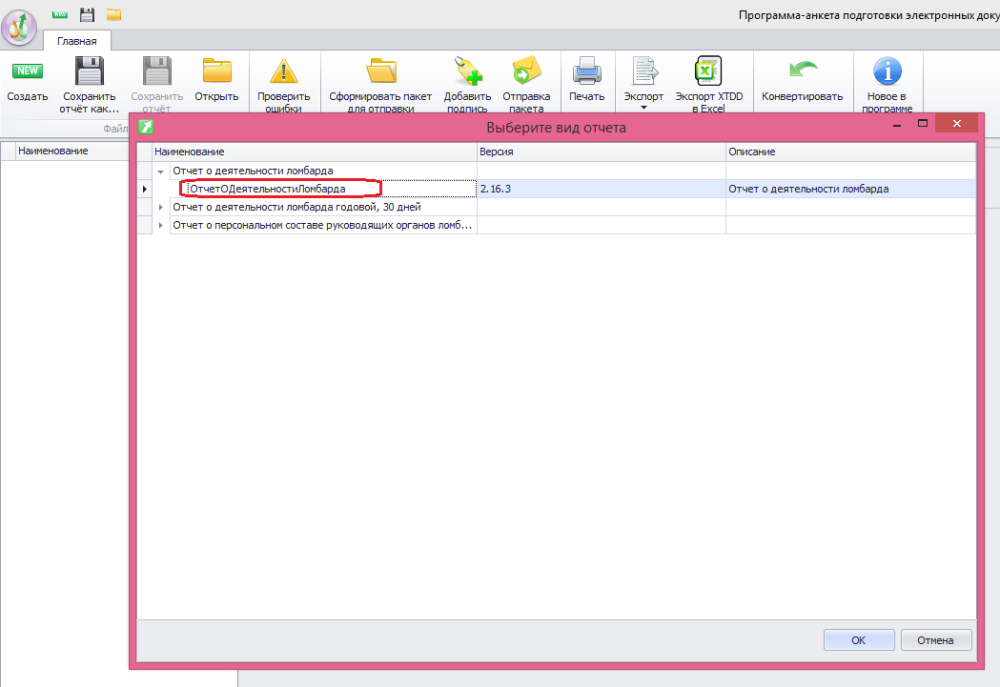 NEW
Программа-анкета подготовки электронных доку
Главная
NEW
Создать
Сохранить
отчёт как...
Сохранить
отчёт
Открыть
Проверить
ошибки
Сформировать пакет
для отправки
Добавить
подпись
Отправка
пакета
Печать
Экспорт
Экспорт XTDD
в Excel
Конвертировать
Новое в
программе
Файл
Наименование
Выберите вид отчета
Наименование Версия Описание
Отчет о деятельности ломбарда
ОтчетОДеятельностиЛомбарда 2.16.3 Отчет о деятельности ломбарда
Отчет о деятельности ломбарда годовой, 30 дней
Отчет о персональном составе руководящих органов ломб...
ОК Отмена